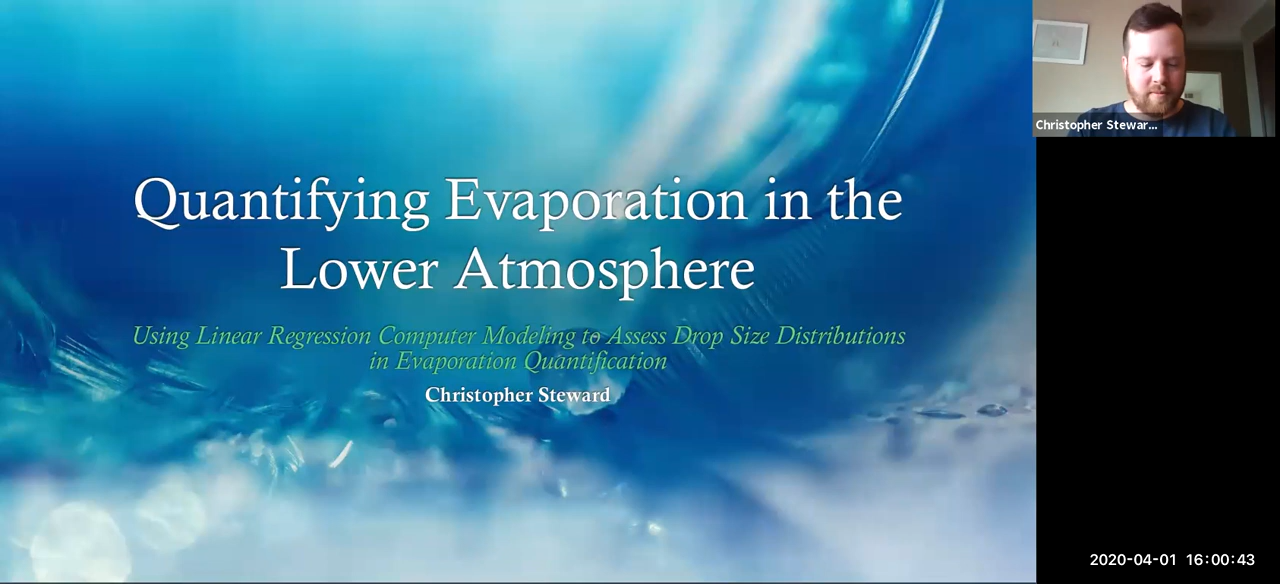 Quantifying Evaporation in the
Lower Atmosphere
Using Linear Regression Computer Modeling to Assess Drop Size Distributions
in Evaporation Quantification
Christopher Steward
Christopher Stewar...
2020-04-01 16:00:43